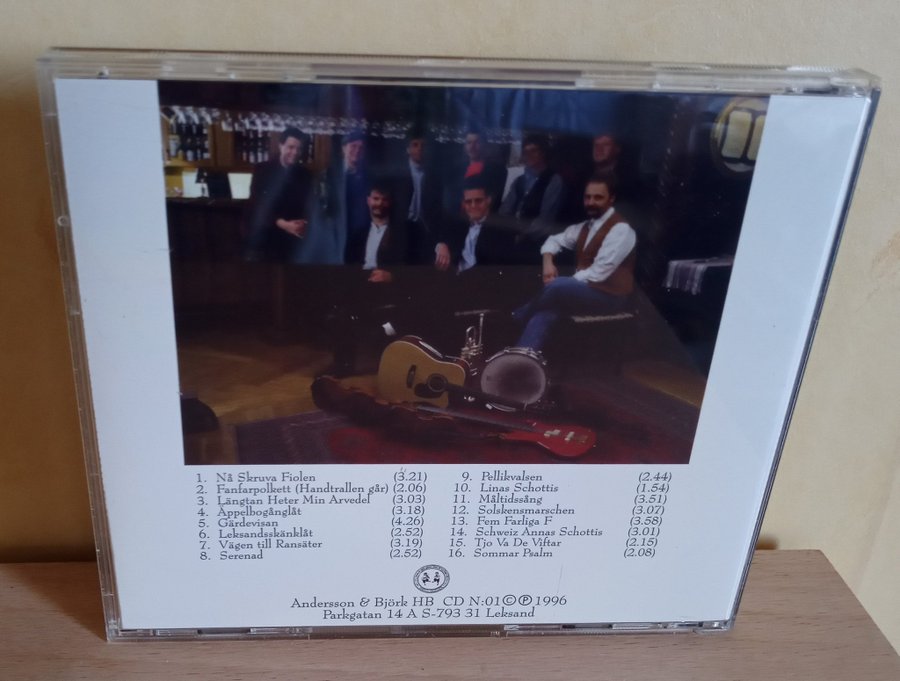 1. Nå Skruva Fiolen (3.21)
2. Fanfarpolkett (Handtrallen går) (2.06)
3. Längtan Heter Min Arvedel (3.03)
4. Äppelbogånglåt (3.18)
5. Gärdevisan (4.26)
6. Leksandsskänklåt (2.52)
7. Vägen till Ransäter (3.19)
8. Serenad (2.52)
9. Pellikvalsen (2.44)
10. Linas Schottis (1.54)
11. Måltidssång (3.51)
12. Solskensmarschen (3.07)
13. Fem Farliga F (3.58)
14. Schweiz Annas Schottis (3.01)
15. Tjo Va De Viftar (2.15)
16. Sommar Psalm (2.08)
Andersson & Björk HB CD N:01 © ℗ 1996
Parkgatan 14 A S-793 31 Leksand